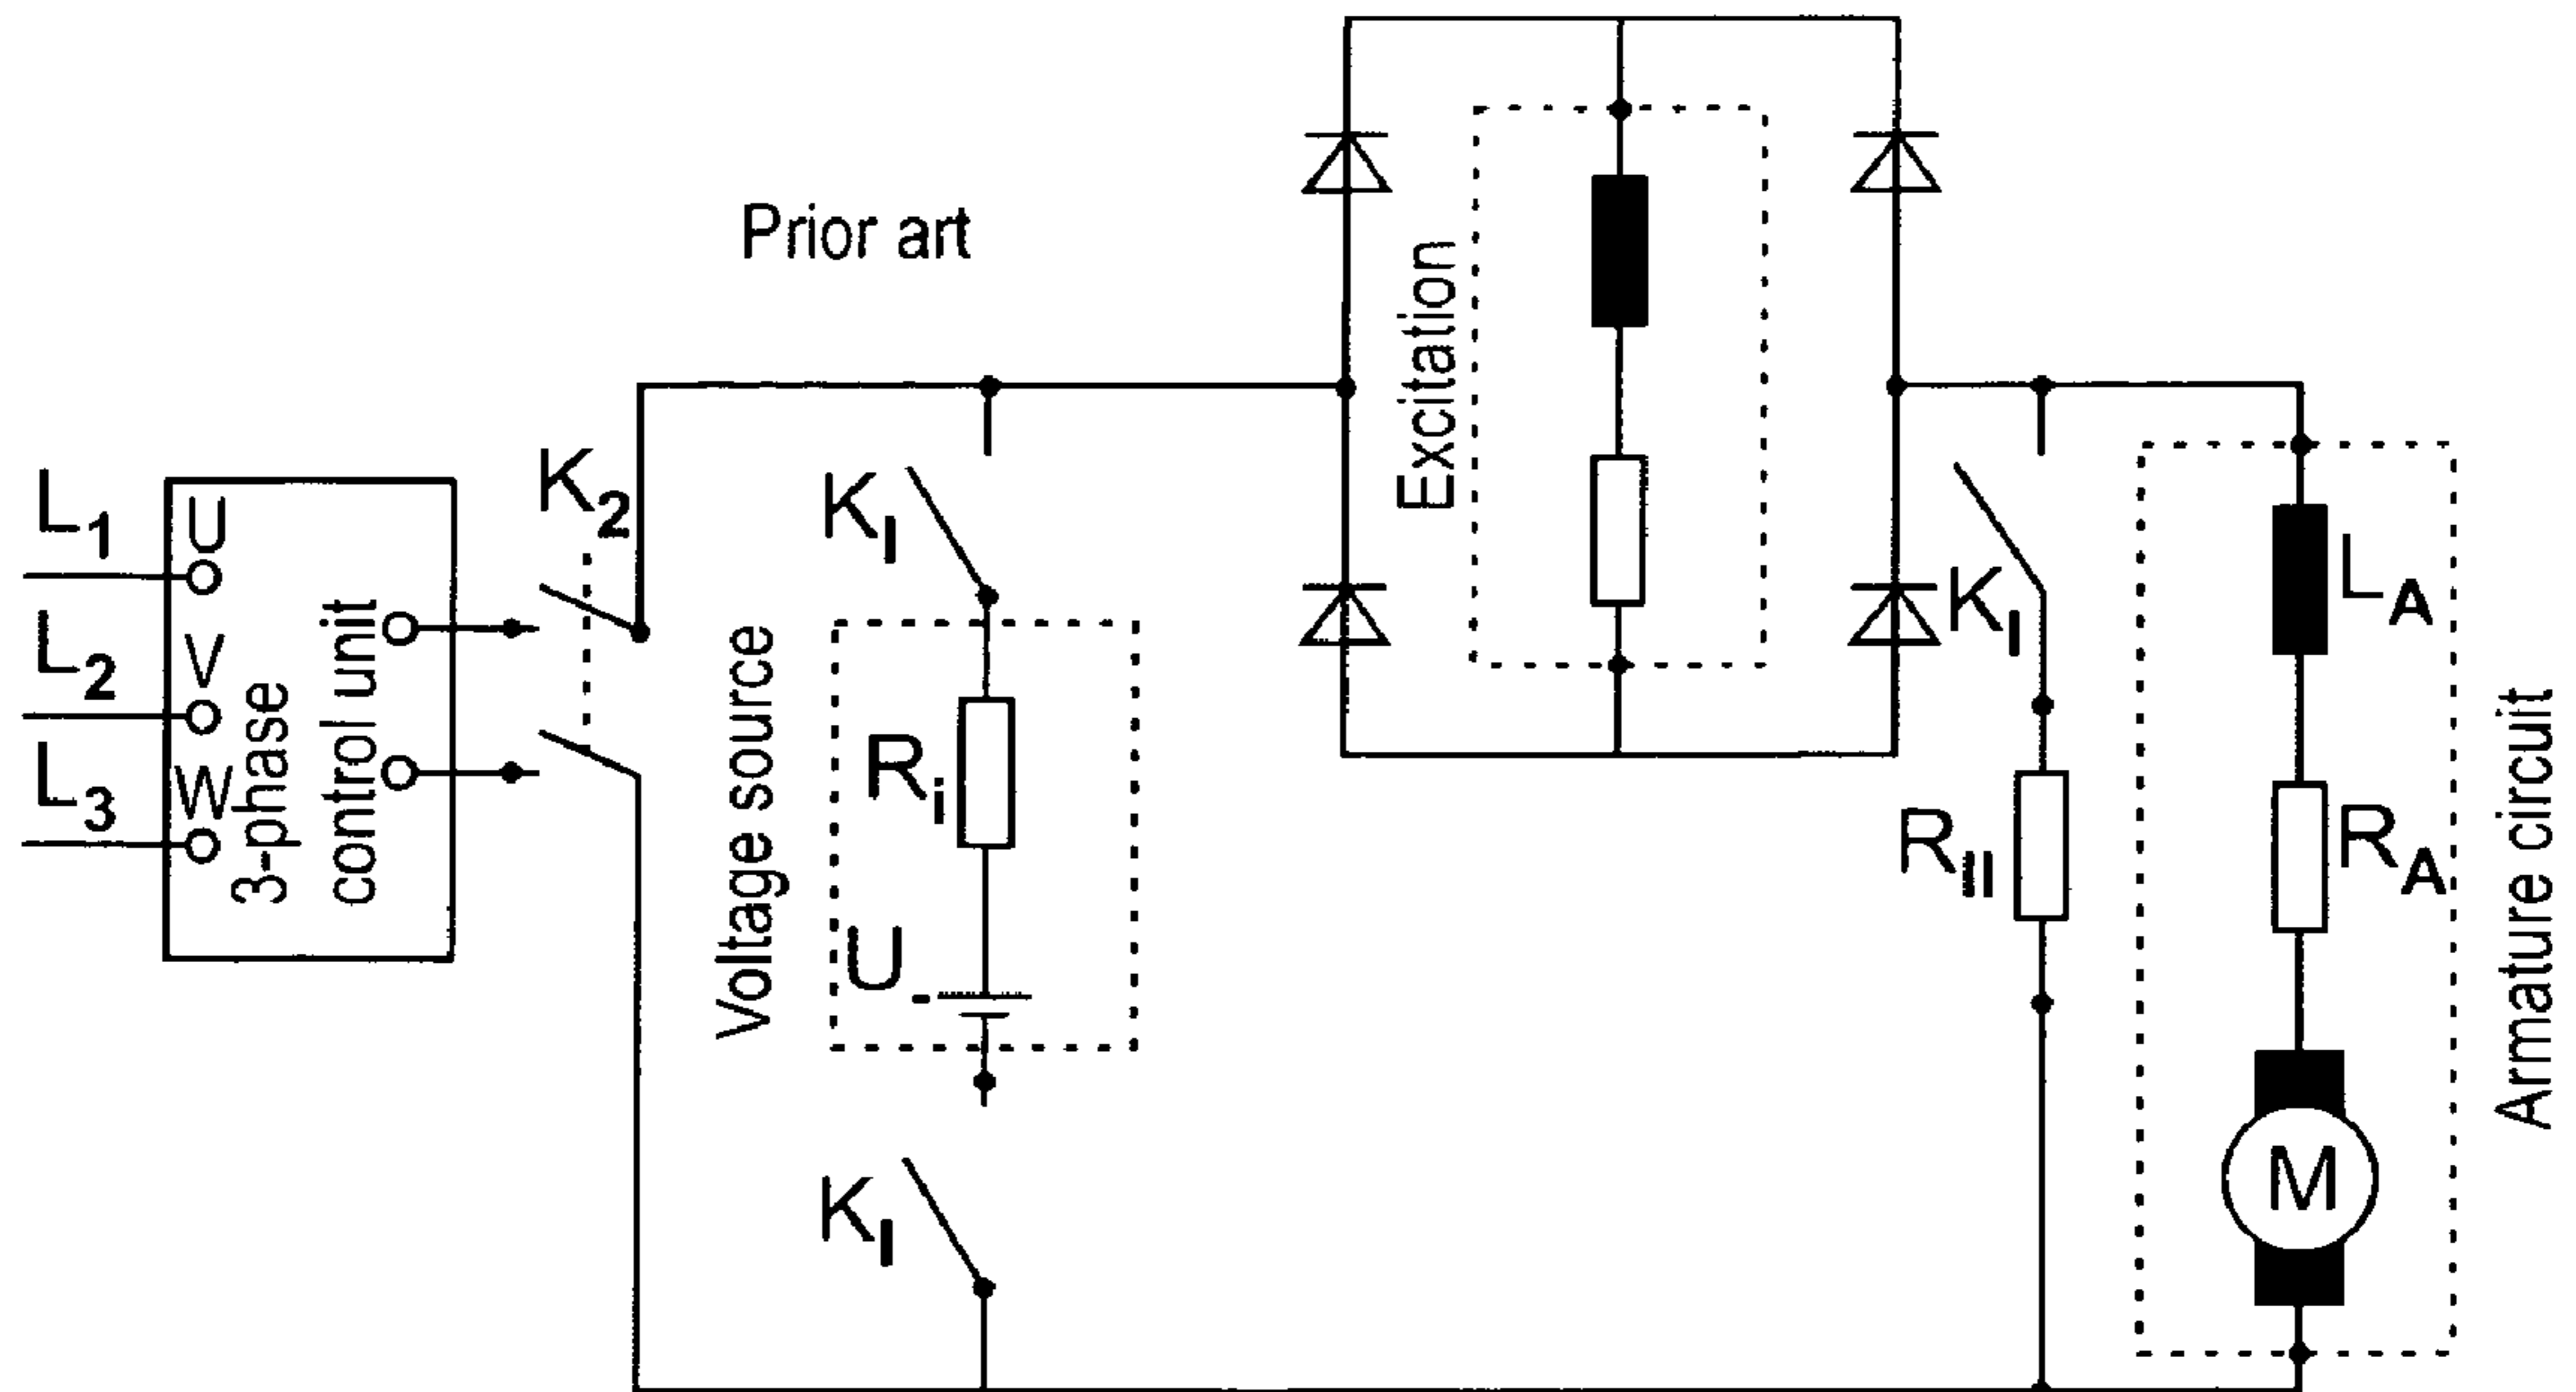 Prior art
L1
L2
L3
U
V
W
3-phase
control unit
K2
KI
Voltage source
Ri
U-
KI
Excitation
KI
RII
LA
RA
M
Armature circuit